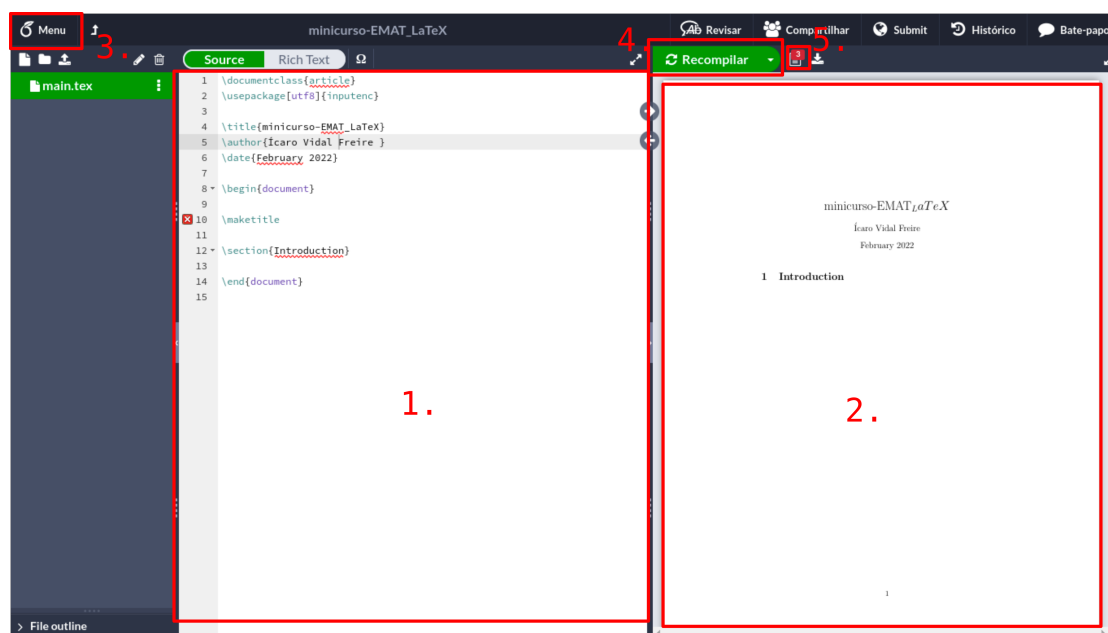 Menu
3.
minicurso-EMAT_LaTeX
4.
Revisar
Compartilhar
5.
Submit
Histórico
Bate-papo
Source
Rich Text
Ω
Recompilar
3
main.tex
1 \documentclass{article}
2 \usepackage[utf8]{inputenc}
3
4 \title{minicurso-EMAT_LaTeX}
5 \author{Ícaro Vidal Freire }
6 \date{February 2022}
7
8 \begin{document}
9
10 \maketitle
11
12 \section{Introduction}
13
14 \end{document}
15
1.
minicurso-EMAT_LaTeX
Ícaro Vidal Freire
February 2022
1 Introduction
2.
1
File outline